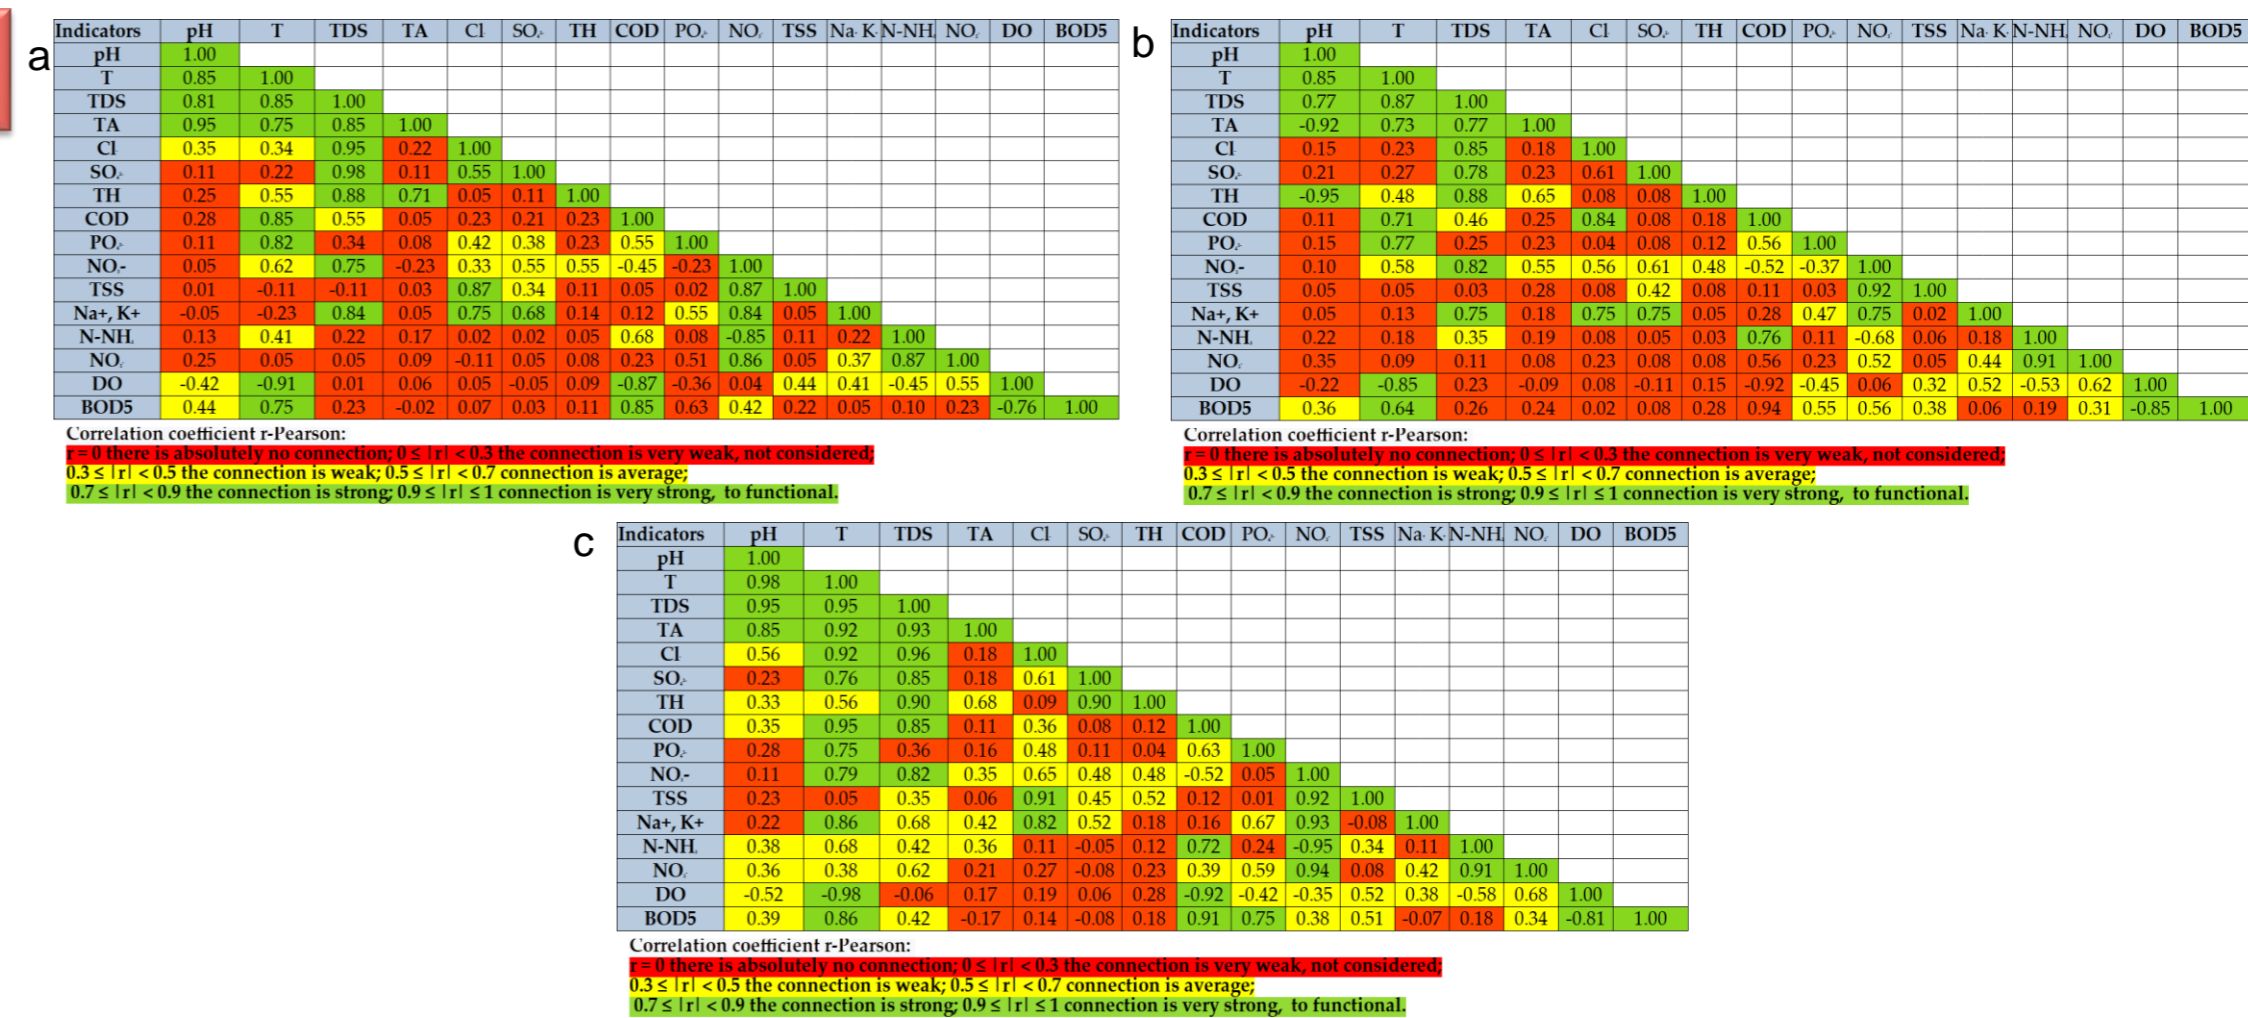 a
Indicators pH T TDS TA Cl- SO₄²⁻ TH COD PO₄³⁻ NO₃⁻ TSS Na⁺ K⁺ N-NH₄ NO₂⁻ DO BOD5
pH 1.00
T 0.85 1.00
TDS 0.81 0.85 1.00
TA 0.95 0.75 0.85 1.00
Cl- 0.35 0.34 0.95 0.22 1.00
SO₄²⁻ 0.11 0.22 0.98 0.11 0.55 1.00
TH 0.25 0.55 0.88 0.71 0.05 0.11 1.00
COD 0.28 0.85 0.55 0.05 0.23 0.21 0.23 1.00
PO₄³⁻ 0.11 0.82 0.34 0.08 0.42 0.38 0.23 0.55 1.00
NO₃- 0.05 0.62 0.75 -0.23 0.33 0.55 0.55 -0.45 -0.23 1.00
TSS 0.01 -0.11 -0.11 0.03 0.87 0.34 0.11 0.05 0.02 0.87 1.00
Na+, K+ -0.05 -0.23 0.84 0.05 0.75 0.68 0.14 0.12 0.55 0.84 0.05 1.00
N-NH₄ 0.13 0.41 0.22 0.17 0.02 0.02 0.05 0.68 0.08 -0.85 0.11 0.22 1.00
NO₂⁻ 0.25 0.05 0.05 0.09 -0.11 0.05 0.08 0.23 0.51 0.86 0.05 0.37 0.87 1.00
DO -0.42 -0.91 0.01 0.06 0.05 -0.05 0.09 -0.87 -0.36 0.04 0.44 0.41 -0.45 0.55 1.00
BOD5 0.44 0.75 0.23 -0.02 0.07 0.03 0.11 0.85 0.63 0.42 0.22 0.05 0.10 0.23 -0.76 1.00
Correlation coefficient r-Pearson:
r = 0 there is absolutely no connection; 0 ≤ |r| < 0.3 the connection is very weak, not considered;
0.3 ≤ |r| < 0.5 the connection is weak; 0.5 ≤ |r| < 0.7 connection is average;
0.7 ≤ |r| < 0.9 the connection is strong; 0.9 ≤ |r| ≤ 1 connection is very strong, to functional.
b
Indicators pH T TDS TA Cl- SO₄²⁻ TH COD PO₄³⁻ NO₃⁻ TSS Na⁺ K⁺ N-NH₄ NO₂⁻ DO BOD5
pH 1.00
T 0.85 1.00
TDS 0.77 0.87 1.00
TA -0.92 0.73 0.77 1.00
Cl- 0.15 0.23 0.85 0.18 1.00
SO₄²⁻ 0.21 0.27 0.78 0.23 0.61 1.00
TH -0.95 0.48 0.88 0.65 0.08 0.08 1.00
COD 0.11 0.71 0.46 0.25 0.84 0.08 0.18 1.00
PO₄³⁻ 0.15 0.77 0.25 0.23 0.04 0.08 0.12 0.56 1.00
NO₃- 0.10 0.58 0.82 0.55 0.56 0.61 0.48 -0.52 -0.37 1.00
TSS 0.05 0.05 0.03 0.28 0.08 0.42 0.08 0.11 0.03 0.92 1.00
Na+, K+ 0.05 0.13 0.75 0.18 0.75 0.75 0.05 0.28 0.47 0.75 0.02 1.00
N-NH₄ 0.22 0.18 0.35 0.19 0.08 0.05 0.03 0.76 0.11 -0.68 0.06 0.18 1.00
NO₂⁻ 0.35 0.09 0.11 0.08 0.23 0.08 0.08 0.56 0.23 0.52 0.05 0.44 0.91 1.00
DO -0.22 -0.85 0.23 -0.09 0.08 -0.11 0.15 -0.92 -0.45 0.06 0.32 0.52 -0.53 0.62 1.00
BOD5 0.36 0.64 0.26 0.24 0.02 0.08 0.28 0.94 0.55 0.56 0.38 0.06 0.19 0.31 -0.85 1.00
Correlation coefficient r-Pearson:
r = 0 there is absolutely no connection; 0 ≤ |r| < 0.3 the connection is very weak, not considered;
0.3 ≤ |r| < 0.5 the connection is weak; 0.5 ≤ |r| < 0.7 connection is average;
0.7 ≤ |r| < 0.9 the connection is strong; 0.9 ≤ |r| ≤ 1 connection is very strong, to functional.
c
Indicators pH T TDS TA Cl- SO₄²⁻ TH COD PO₄³⁻ NO₃⁻ TSS Na⁺ K⁺ N-NH₄ NO₂⁻ DO BOD5
pH 1.00
T 0.98 1.00
TDS 0.95 0.95 1.00
TA 0.85 0.92 0.93 1.00
Cl- 0.56 0.92 0.96 0.18 1.00
SO₄²⁻ 0.23 0.76 0.85 0.18 0.61 1.00
TH 0.33 0.56 0.90 0.68 0.09 0.90 1.00
COD 0.35 0.95 0.85 0.11 0.36 0.08 0.12 1.00
PO₄³⁻ 0.28 0.75 0.36 0.16 0.48 0.11 0.04 0.63 1.00
NO₃- 0.11 0.79 0.82 0.35 0.65 0.48 0.48 -0.52 0.05 1.00
TSS 0.23 0.05 0.35 0.06 0.91 0.45 0.52 0.12 0.01 0.92 1.00
Na+, K+ 0.22 0.86 0.68 0.42 0.82 0.52 0.18 0.16 0.67 0.93 -0.08 1.00
N-NH₄ 0.38 0.68 0.42 0.36 0.11 -0.05 0.12 0.72 0.24 -0.95 0.34 0.11 1.00
NO₂⁻ 0.36 0.38 0.62 0.21 0.27 -0.08 0.23 0.39 0.59 0.94 0.08 0.42 0.91 1.00
DO -0.52 -0.98 -0.06 0.17 0.19 0.06 0.28 -0.92 -0.42 -0.35 0.52 0.38 -0.58 0.68 1.00
BOD5 0.39 0.86 0.42 -0.17 0.14 -0.08 0.18 0.91 0.75 0.38 0.51 -0.07 0.18 0.34 -0.81 1.00
Correlation coefficient r-Pearson:
r = 0 there is absolutely no connection; 0 ≤ |r| < 0.3 the connection is very weak, not considered;
0.3 ≤ |r| < 0.5 the connection is weak; 0.5 ≤ |r| < 0.7 connection is average;
0.7 ≤ |r| < 0.9 the connection is strong; 0.9 ≤ |r| ≤ 1 connection is very strong, to functional.